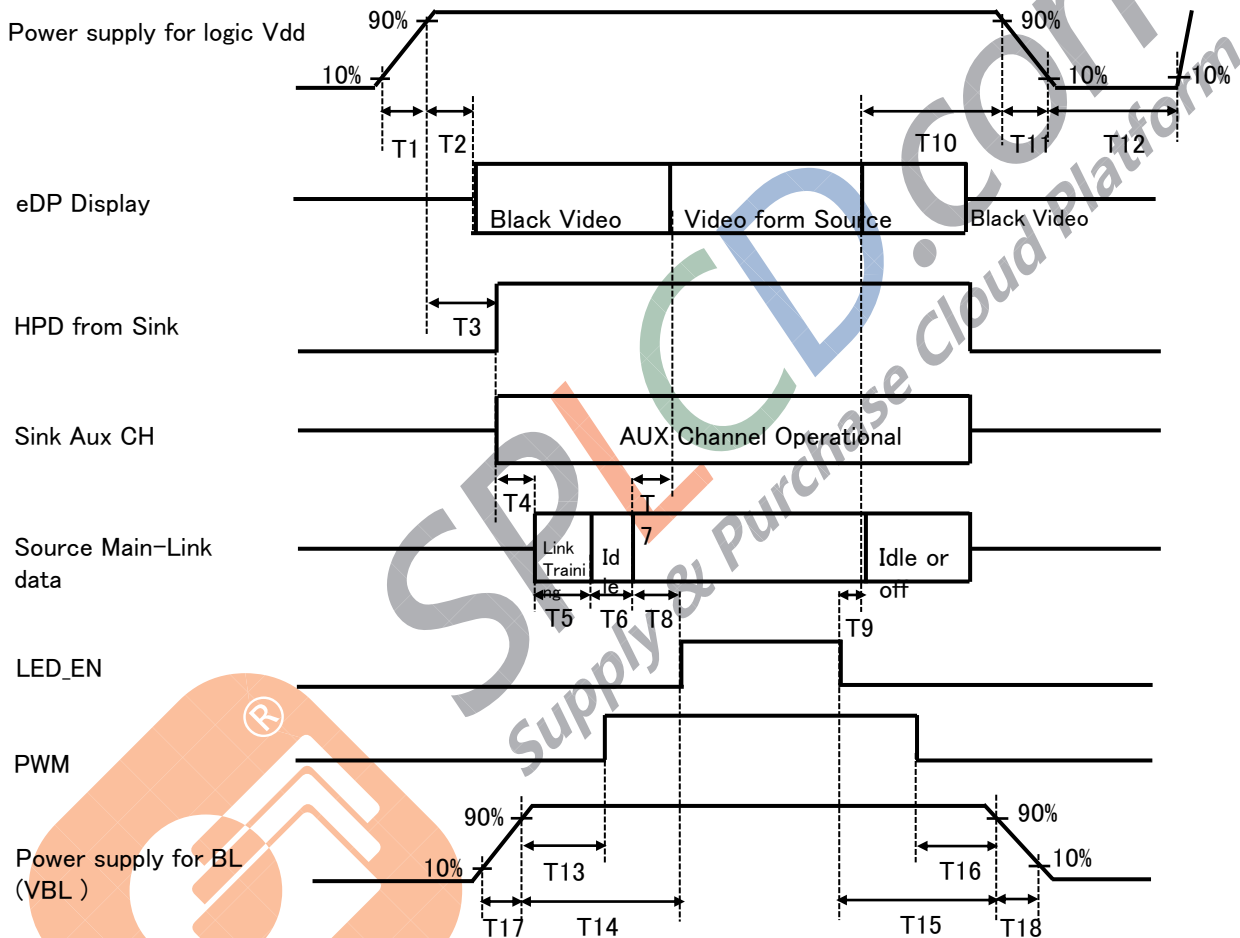 Power supply for logic Vdd
90%
90%
10%
10%
10%
T1
T2
T10
T11
T12
eDP Display
Black Video
Video form Source
Black Video
HPD from Sink
T3
Sink Aux CH
AUX Channel Operational
T4
T
7
Source Main-Link
data
Link
Traini
ng
Id
le
Idle or
off
T5
T6
T8
T9
LED_EN
PWM
®
90%
90%
Power supply for BL
(VBL )
10%
10%
T13
T16
T17
T14
T15
T18
SPLCD.com
Supply & Purchase Cloud Platform